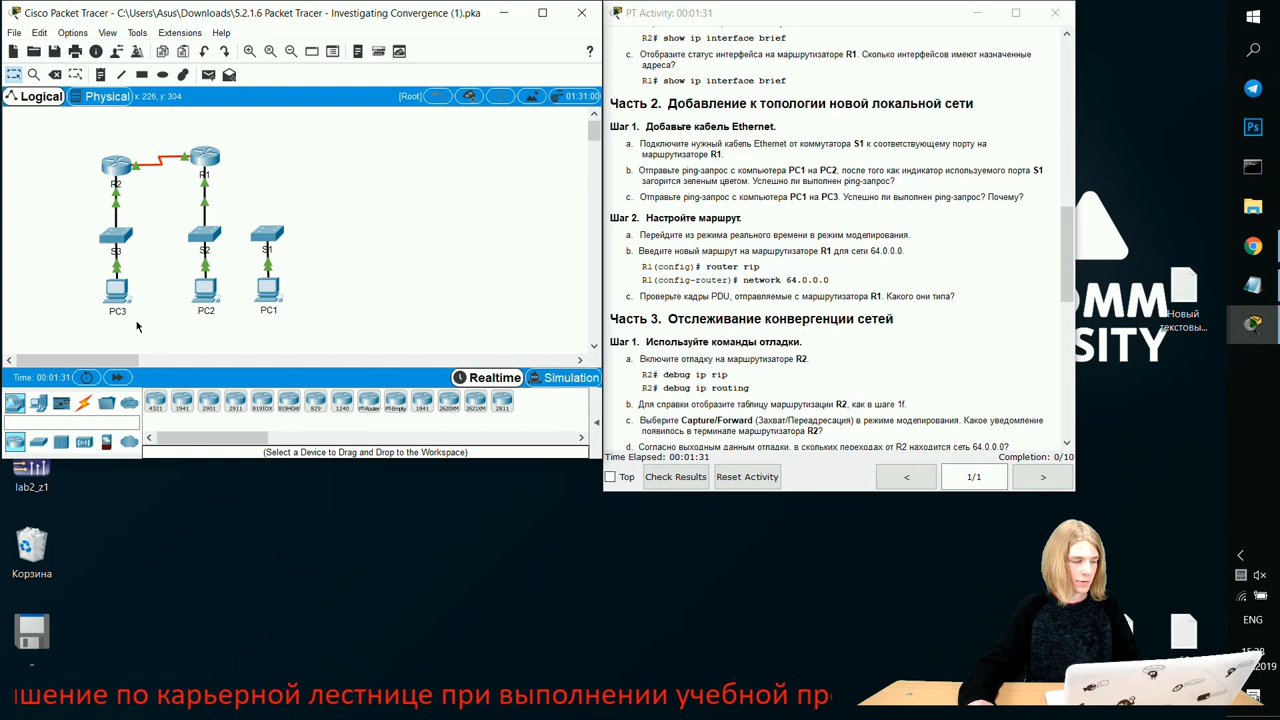 Cisco Packet Tracer - C:\Users\Asus\Downloads\5.2.1.6 Packet Tracer - Investigating Convergence (1).pka
File Edit Options View Tools Extensions Help
?
Logical Physical x: 226, y: 304 [Root] 01:31:00
R2
R1
S3
S2
S1
PC3
PC2
PC1
Time: 00:01:31 Realtime Simulation
4321 1941 2901 2911 819IOX 819HGW 829 1240 PT-Router PT-Empty 1841 2620XM 2621XM 2811
(Select a Device to Drag and Drop to the Workspace)
PT Activity: 00:01:31
R2# show ip interface brief
c. Отобразите статус интерфейса на маршрутизаторе R1. Сколько интерфейсов имеют назначенные
адреса?
R1# show ip interface brief
Часть 2. Добавление к топологии новой локальной сети
Шаг 1. Добавьте кабель Ethernet.
a. Подключите нужный кабель Ethernet от коммутатора S1 к соответствующему порту на
маршрутизаторе R1.
b. Отправьте ping-запрос с компьютера PC1 на PC2, после того как индикатор используемого порта S1
загорится зеленым цветом. Успешно ли выполнен ping-запрос?
c. Отправьте ping-запрос с компьютера PC1 на PC3. Успешно ли выполнен ping-запрос? Почему?
Шаг 2. Настройте маршрут.
a. Перейдите из режима реального времени в режим моделирования.
b. Введите новый маршрут на маршрутизаторе R1 для сети 64.0.0.0.
R1(config)# router rip
R1(config-router)# network 64.0.0.0
c. Проверьте кадры PDU, отправляемые с маршрутизатора R1. Какого они типа?
Часть 3. Отслеживание конвергенции сетей
Шаг 1. Используйте команды отладки.
a. Включите отладку на маршрутизаторе R2.
R2# debug ip rip
R2# debug ip routing
b. Для справки отобразите таблицу маршрутизации R2, как в шаге 1f.
c. Выберите Capture/Forward (Захват/Переадресация) в режиме моделирования. Какое уведомление
появилось в терминале маршрутизатора R2?
d. Согласно выходным данным отладки, в скольких переходах от R2 находится сеть 64.0.0.0?
Time Elapsed: 00:01:31 Completion: 0/10
Top Check Results Reset Activity < 1/1 >
Новый
текстовы...
lab2_z1
Корзина
ENG
шение по карьерной лестнице при выполнении учебной пр